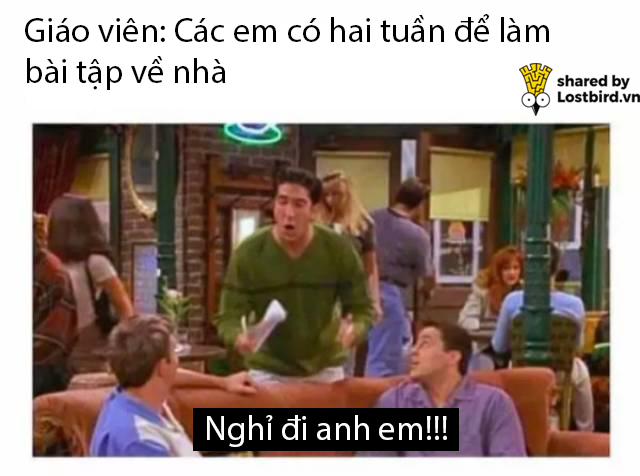 Giáo viên: Các em có hai tuần để làm
bài tập về nhà
shared by
Lostbird.vn
Nghỉ đi anh em!!!